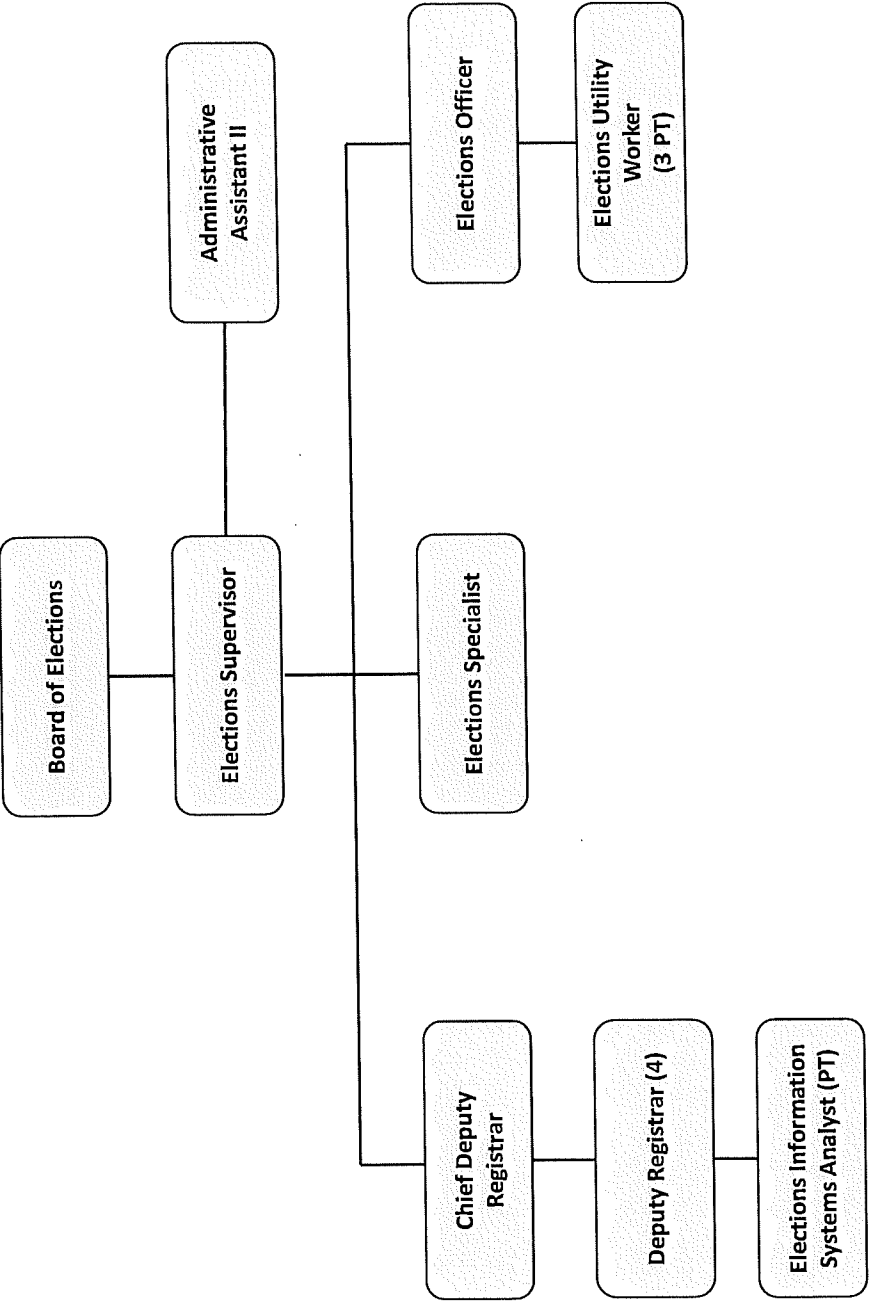 Board of Elections
Elections Supervisor
Administrative
Assistant II
Chief Deputy
Registrar
Elections Specialist
Elections Officer
Deputy Registrar (4)
Elections Utility
Worker
(3 PT)
Elections Information
Systems Analyst (PT)